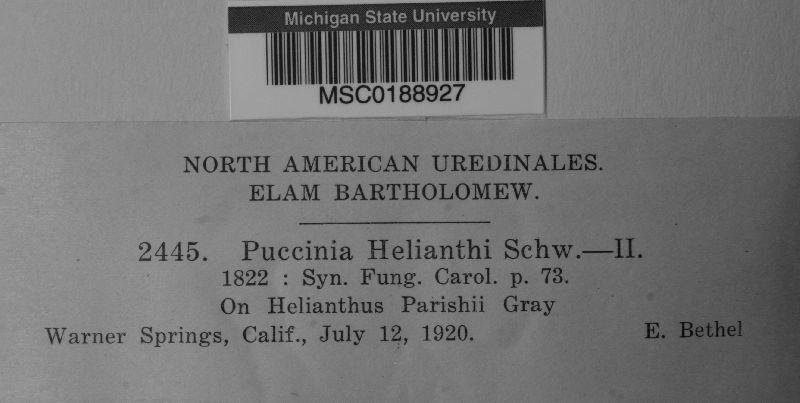 Michigan State University
MSC0188927
NORTH AMERICAN UREDINALES.
ELAM BARTHOLOMEW.
2445. Puccinia Helianthi Schw.—II.
1822 : Syn. Fung. Carol. p. 73.
On Helianthus Parishii Gray
Warner Springs, Calif., July 12, 1920. E. Bethel